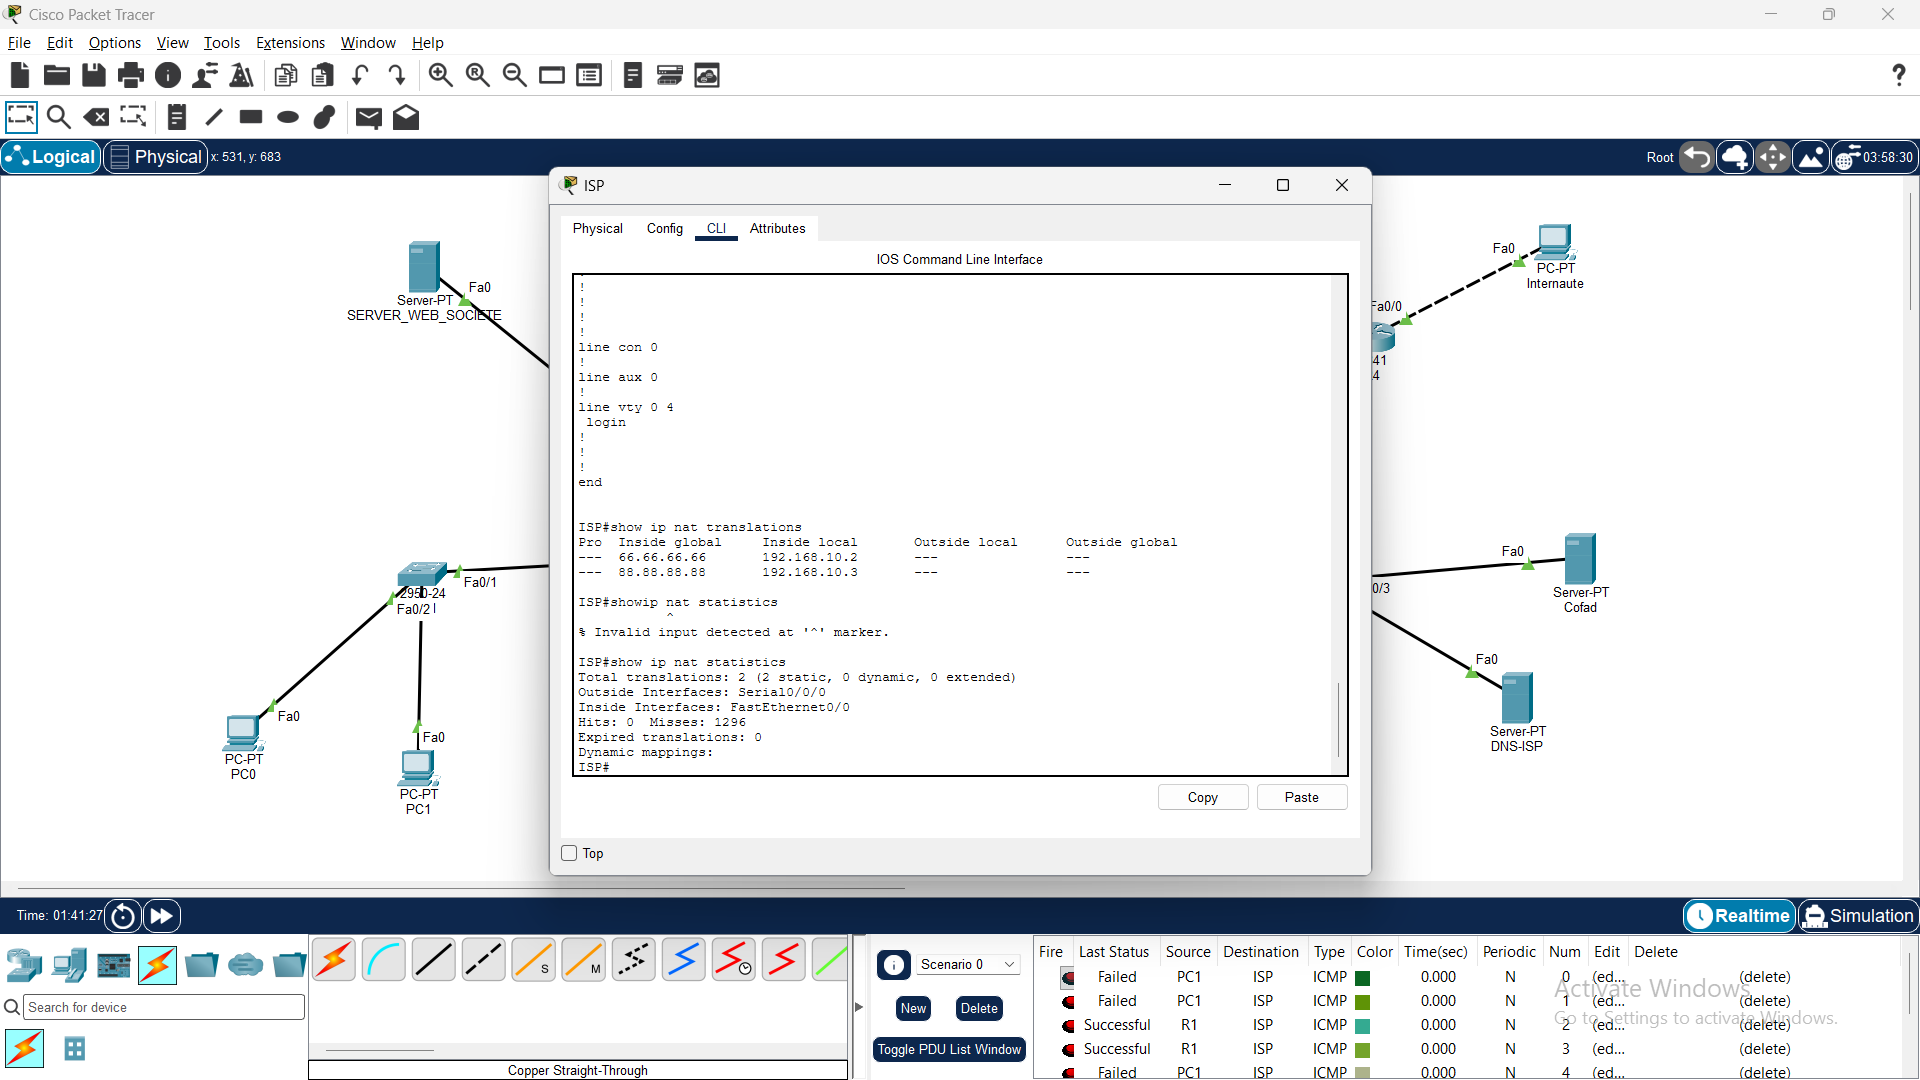 Cisco Packet Tracer
File Edit Options View Tools Extensions Window Help
Logical Physical x: 531, y: 683 Root 03:58:30
ISP
Physical Config CLI Attributes
IOS Command Line Interface
!
!
!
!
line con 0
!
line aux 0
!
line vty 0 4
login
!
!
!
end
ISP#show ip nat translations
Pro Inside global Inside local Outside local Outside global
--- 66.66.66.66 192.168.10.2 --- ---
--- 88.88.88.88 192.168.10.3 --- ---
ISP#showip nat statistics
^
% Invalid input detected at '^' marker.
ISP#show ip nat statistics
Total translations: 2 (2 static, 0 dynamic, 0 extended)
Outside Interfaces: Serial0/0/0
Inside Interfaces: FastEthernet0/0
Hits: 0 Misses: 1296
Expired translations: 0
Dynamic mappings:
ISP#
Copy Paste
Top
Fa0
Server-PT
SERVER_WEB_SOCIETE
Fa0/1
2950-24
Fa0/2
Fa0
PC-PT
PC0
Fa0
PC-PT
PC1
Fa0
PC-PT
Internaute
Fa0/0
41
4
Fa0
Server-PT
Cofad
0/3
Fa0
Server-PT
DNS-ISP
Time: 01:41:27 Realtime Simulation
Search for device
S M
Copper Straight-Through
Scenario 0
New Delete
Toggle PDU List Window
Fire Last Status Source Destination Type Color Time(sec) Periodic Num Edit Delete
Failed PC1 ISP ICMP 0.000 N 0 (ed... (delete)
Failed PC1 ISP ICMP 0.000 N 1 (ed... (delete)
Successful R1 ISP ICMP 0.000 N 2 (ed... (delete)
Successful R1 ISP ICMP 0.000 N 3 (ed... (delete)
Failed PC1 ISP ICMP 0.000 N 4 (ed... (delete)
Activate Windows
Go to Settings to activate Windows.